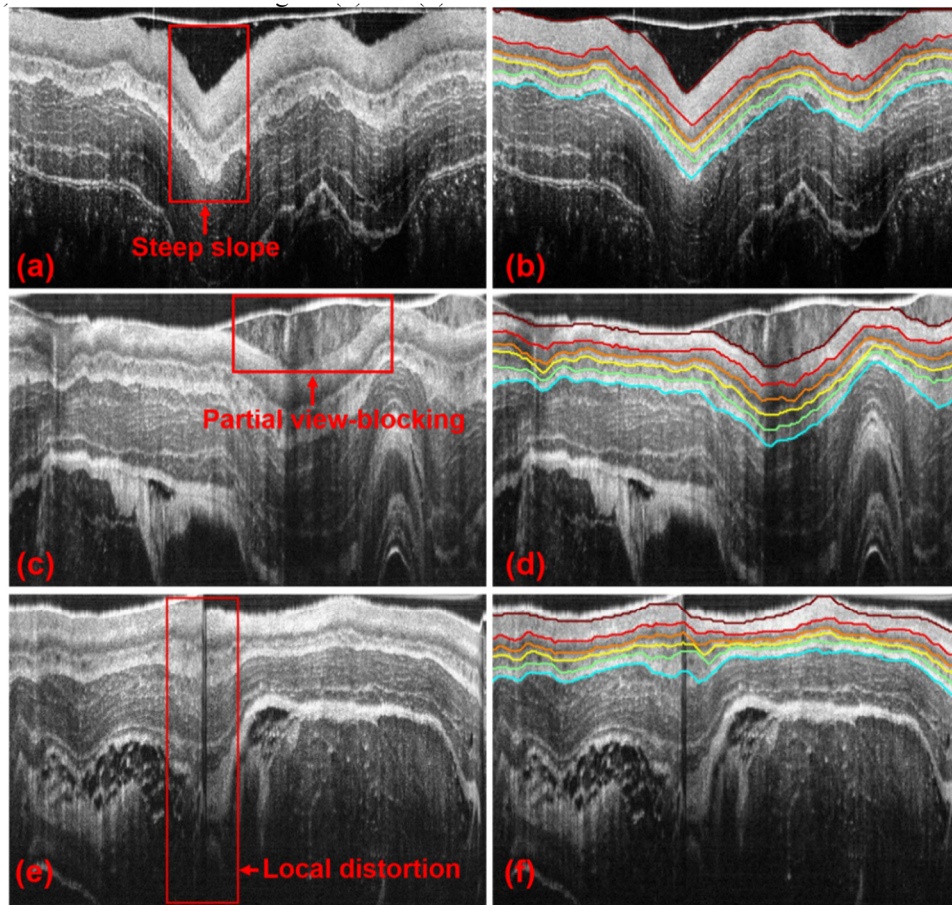 Steep slope
(a)
(b)
Partial view-blocking
(c)
(d)
Local distortion
(e)
(f)